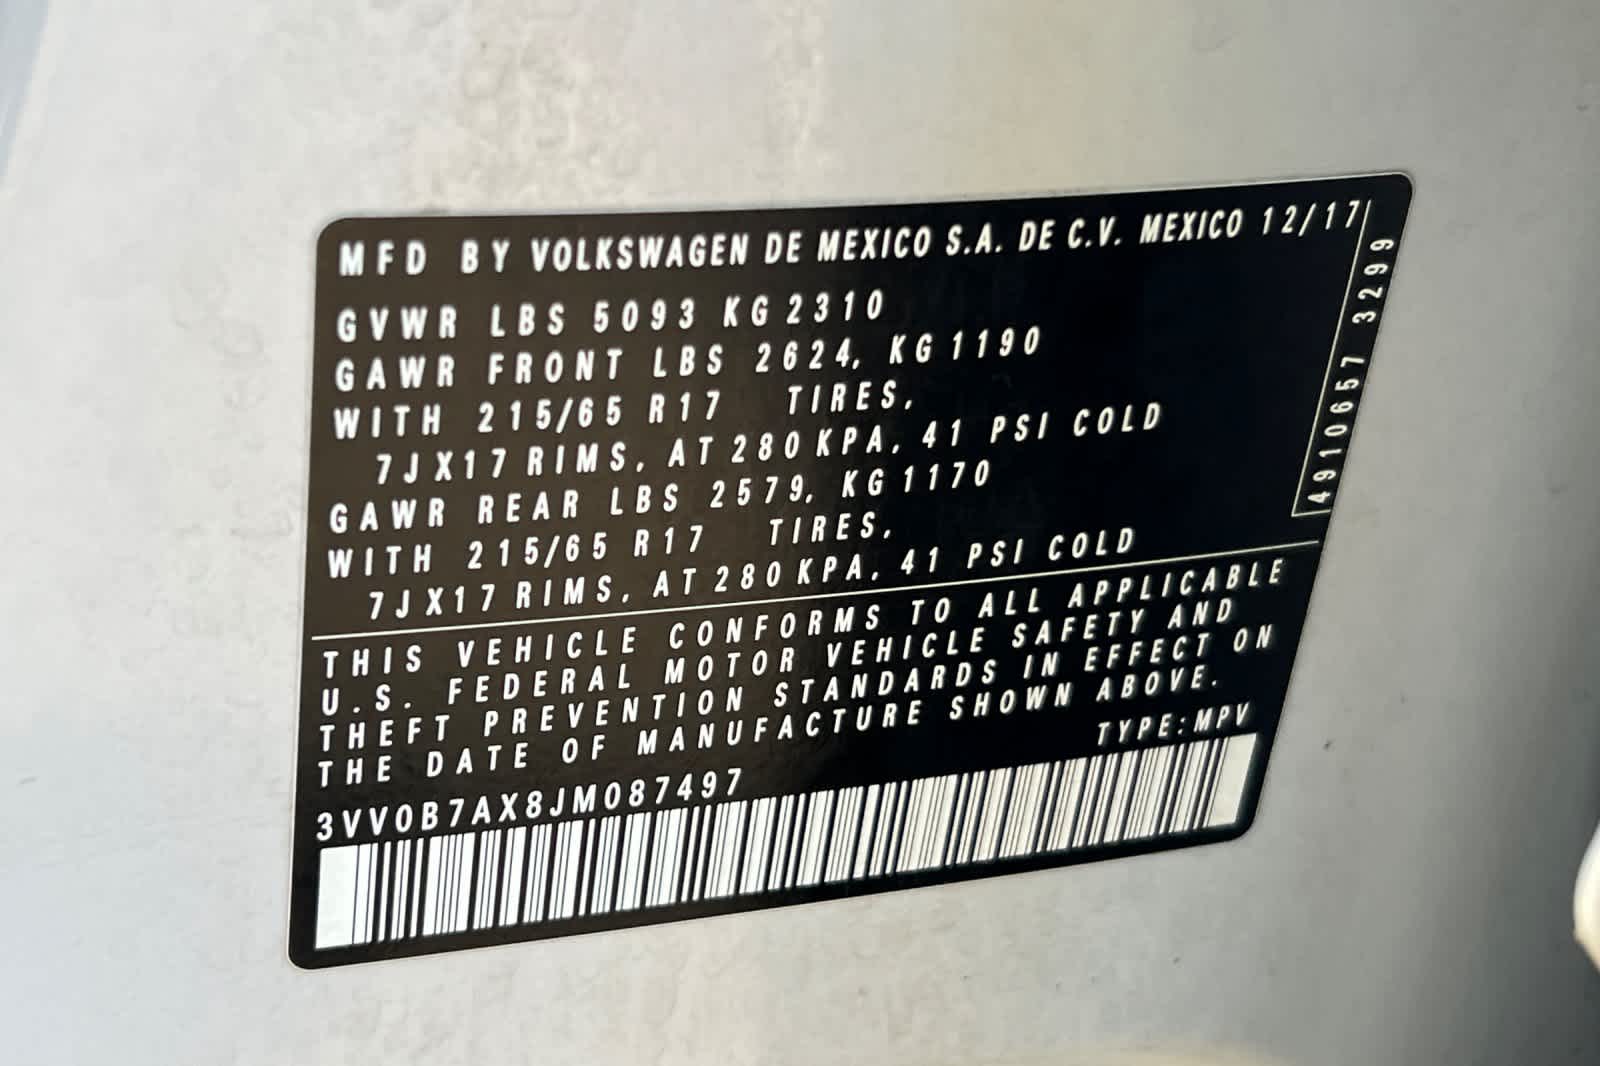 MFD BY VOLKSWAGEN DE MEXICO S.A. DE C.V. MEXICO 12/17
GVWR LBS 5093 KG 2310
GAWR FRONT LBS 2624, KG 1190
WITH 215/65 R17 TIRES,
7JX17 RIMS, AT 280 KPA, 41 PSI COLD
GAWR REAR LBS 2579, KG 1170
WITH 215/65 R17 TIRES,
7JX17 RIMS, AT 280 KPA, 41 PSI COLD
4910657 3299
THIS VEHICLE CONFORMS TO ALL APPLICABLE
U.S. FEDERAL MOTOR VEHICLE SAFETY AND
THEFT PREVENTION STANDARDS IN EFFECT ON
THE DATE OF MANUFACTURE SHOWN ABOVE.
TYPE:MPV
3VV0B7AX8JM087497